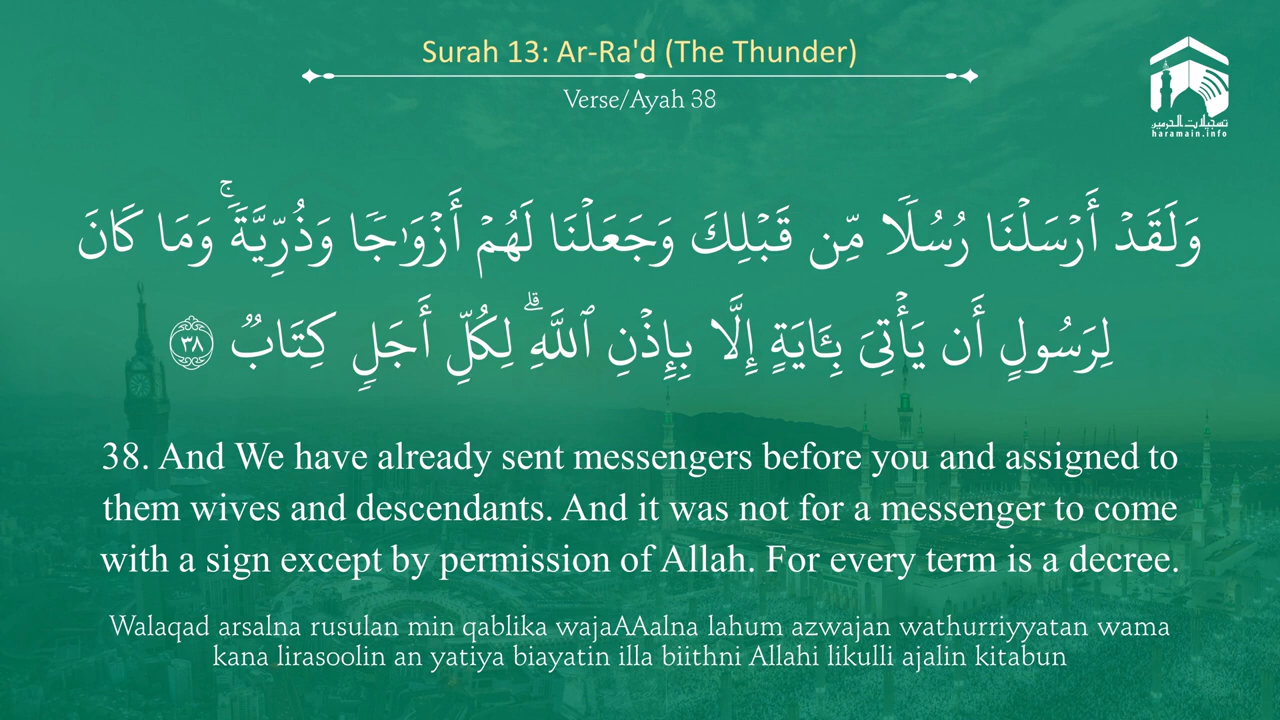 Surah 13: Ar-Ra'd (The Thunder)
Verse/Ayah 38
تسجيلات الحرمين
haramain.info
وَلَقَدۡ أَرۡسَلۡنَا رُسُلٗا مِّن قَبۡلِكَ وَجَعَلۡنَا لَهُمۡ أَزۡوَٰجٗا وَذُرِّيَّةٗۚ وَمَا كَانَ
لِرَسُولٍ أَن يَأۡتِيَ بِـَٔايَةٍ إِلَّا بِإِذۡنِ ٱللَّهِۗ لِكُلِّ أَجَلٖ كِتَابٞ ٣٨
38. And We have already sent messengers before you and assigned to
them wives and descendants. And it was not for a messenger to come
with a sign except by permission of Allah. For every term is a decree.
Walaqad arsalna rusulan min qablika wajaAAalna lahum azwajan wathurriyyatan wama
kana lirasoolin an yatiya biayatin illa biithni Allahi likulli ajalin kitabun